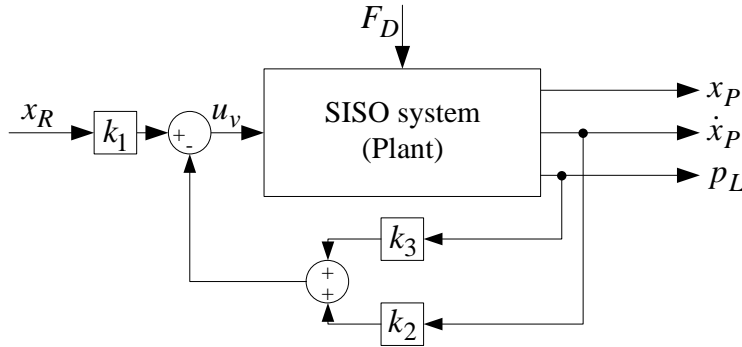 F_D
x_R
k_1
+
-
u_v
SISO system
(Plant)
x_P
ẋ_P
p_L
k_3
+
+
k_2